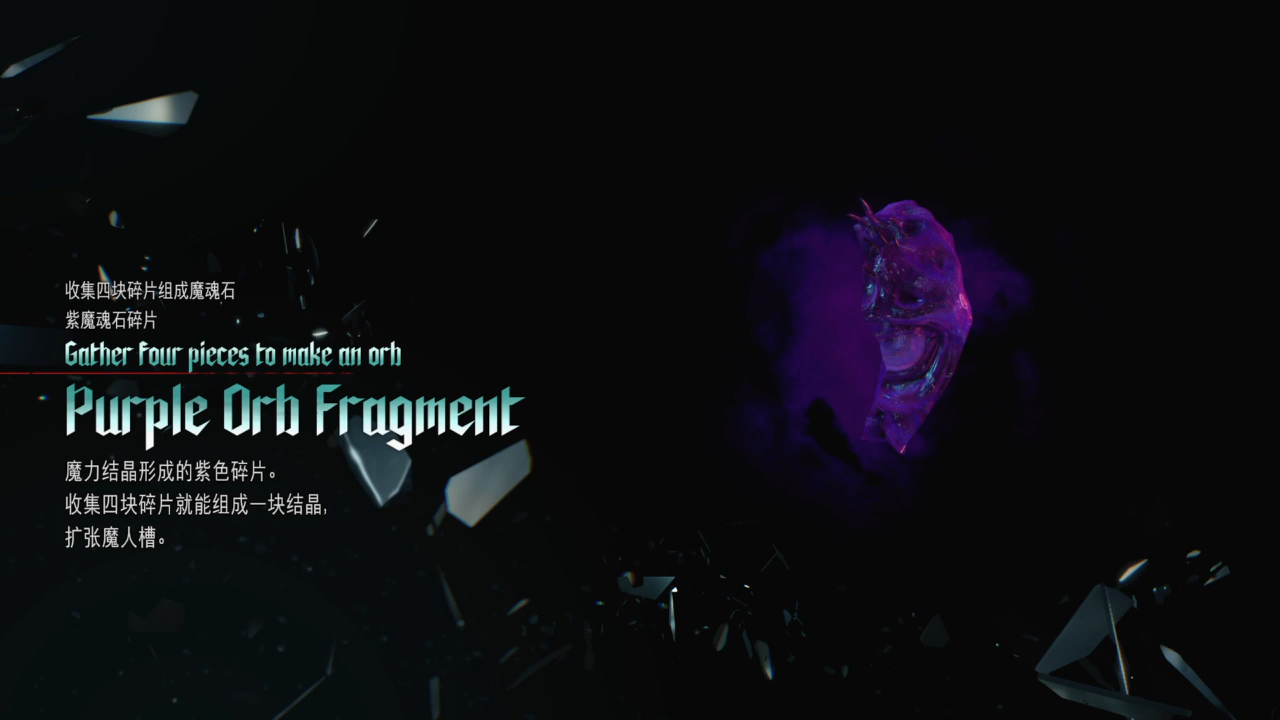 收集四块碎片组成魔魂石
紫魔魂石碎片
Gather Four pieces to make an orb
Purple Orb Fragment
魔力结晶形成的紫色碎片。
收集四块碎片就能组成一块结晶,
扩张魔人槽。